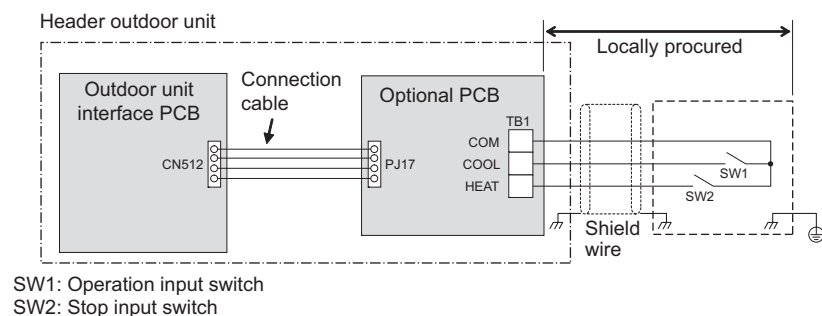 Header outdoor unit
Locally procured
Outdoor unit
interface PCB
Connection
cable
Optional PCB
TB1
COM
CN512
PJ17
COOL
SW1
HEAT
SW2
Shield
wire
SW1: Operation input switch
SW2: Stop input switch